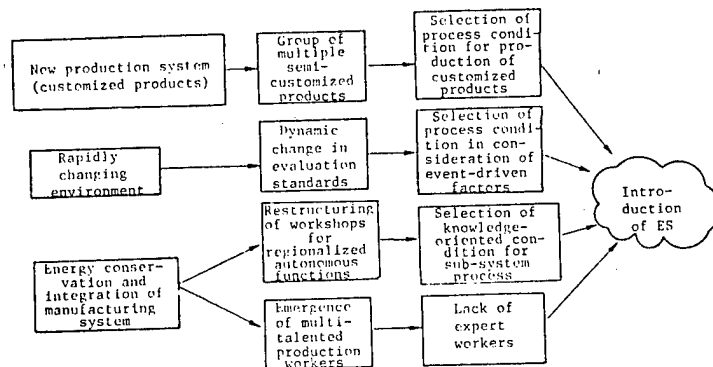 New production system
(customized products)
Group of
multiple
semi-
customized
products
Selection of
process condi-
tion for pro-
duction of
customized
products
Rapidly
changing
environment
Dynamic
change in
evaluation
standards
Selection of
process condi-
tion in con-
sideration of
event-driven
factors
Energy conser-
vation and
integration of
manufacturing
system
Restructuring
of workshops
for
regionalized
autonomous
functions
Selection of
knowledge-
oriented con-
dition for
sub-system
process
Emergence
of multi-
talented
production
workers
Lack of
expert
workers
Intro-
duction
of ES